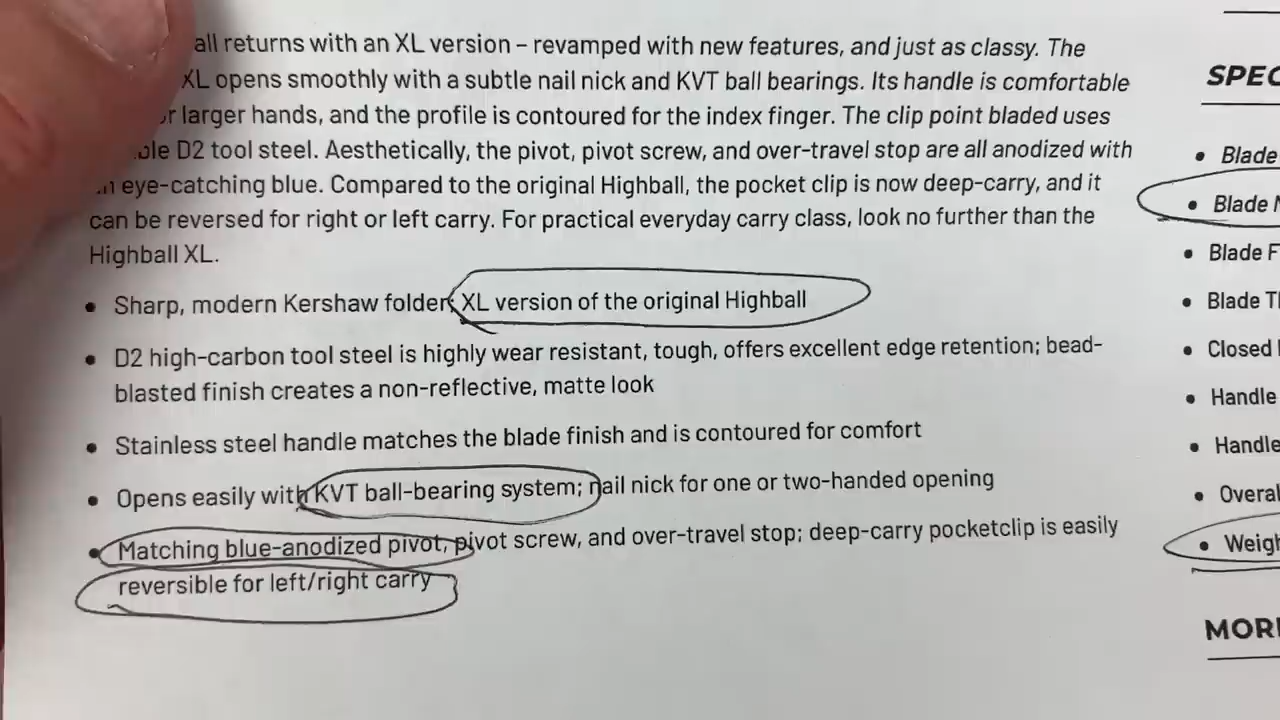 all returns with an XL version – revamped with new features, and just as classy. The
XL opens smoothly with a subtle nail nick and KVT ball bearings. Its handle is comfortable
larger hands, and the profile is contoured for the index finger. The clip point bladed uses
D2 tool steel. Aesthetically, the pivot, pivot screw, and over-travel stop are all anodized with
eye-catching blue. Compared to the original Highball, the pocket clip is now deep-carry, and it
can be reversed for right or left carry. For practical everyday carry class, look no further than the
Highball XL.
• Sharp, modern Kershaw folder; XL version of the original Highball
• D2 high-carbon tool steel is highly wear resistant, tough, offers excellent edge retention; bead-
blasted finish creates a non-reflective, matte look
• Stainless steel handle matches the blade finish and is contoured for comfort
• Opens easily with KVT ball-bearing system; nail nick for one or two-handed opening
• Matching blue-anodized pivot, pivot screw, and over-travel stop; deep-carry pocketclip is easily
reversible for left/right carry
SPEC
• Blade
• Blade
• Blade
• Blade
• Closed
• Handle
• Handle
•
• Weigh
MOR